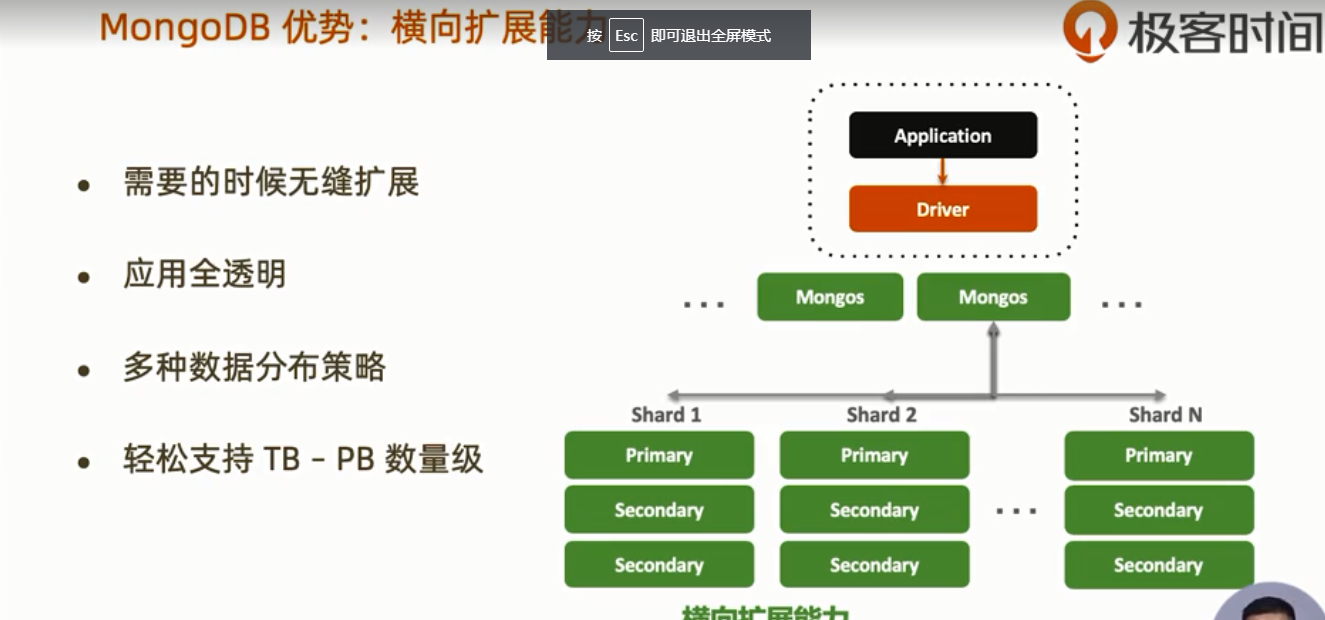 MongoDB 优势：横向扩展能力
按 Esc 即可退出全屏模式
极客时间
Application
Driver
需要的时候无缝扩展
应用全透明
多种数据分布策略
轻松支持 TB – PB 数量级
... Mongos Mongos ...
Shard 1 Shard 2 Shard N
Primary Primary Primary
Secondary Secondary ... Secondary
Secondary Secondary Secondary
横向扩展能力